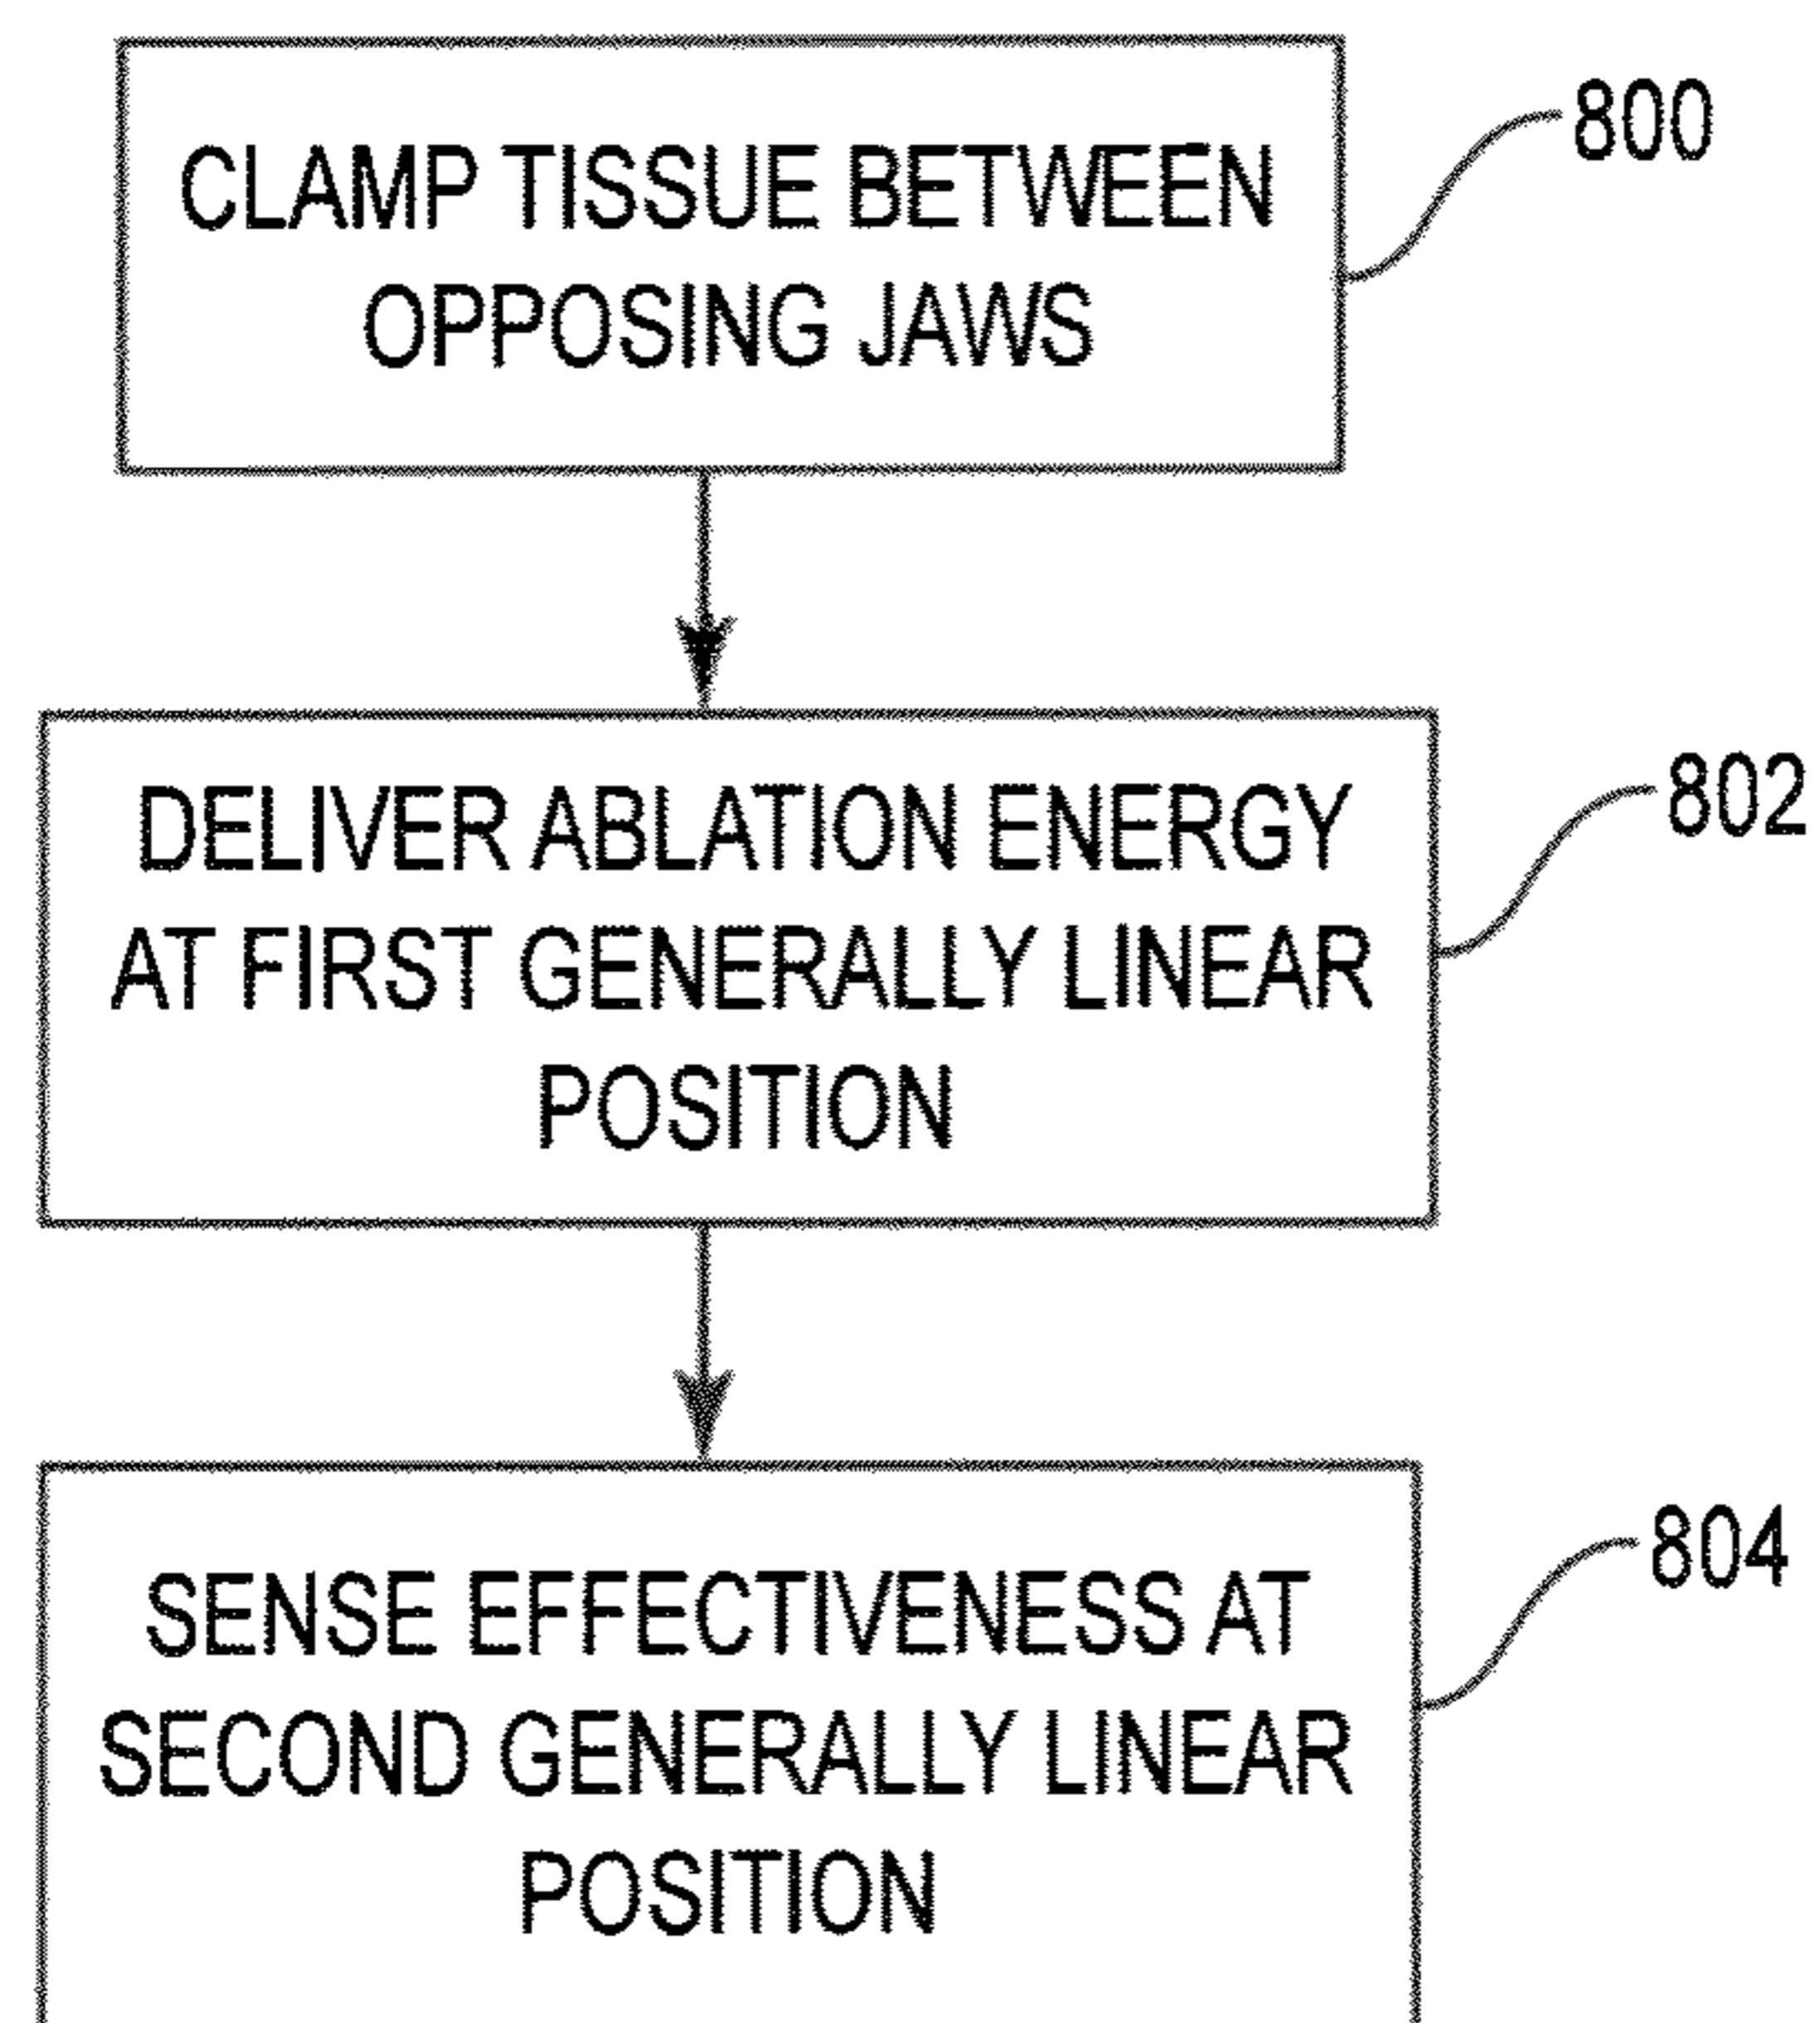 CLAMP TISSUE BETWEEN
OPPOSING JAWS
800
DELIVER ABLATION ENERGY
AT FIRST GENERALLY LINEAR
POSITION
802
SENSE EFFECTIVENESS AT
SECOND GENERALLY LINEAR
POSITION
804